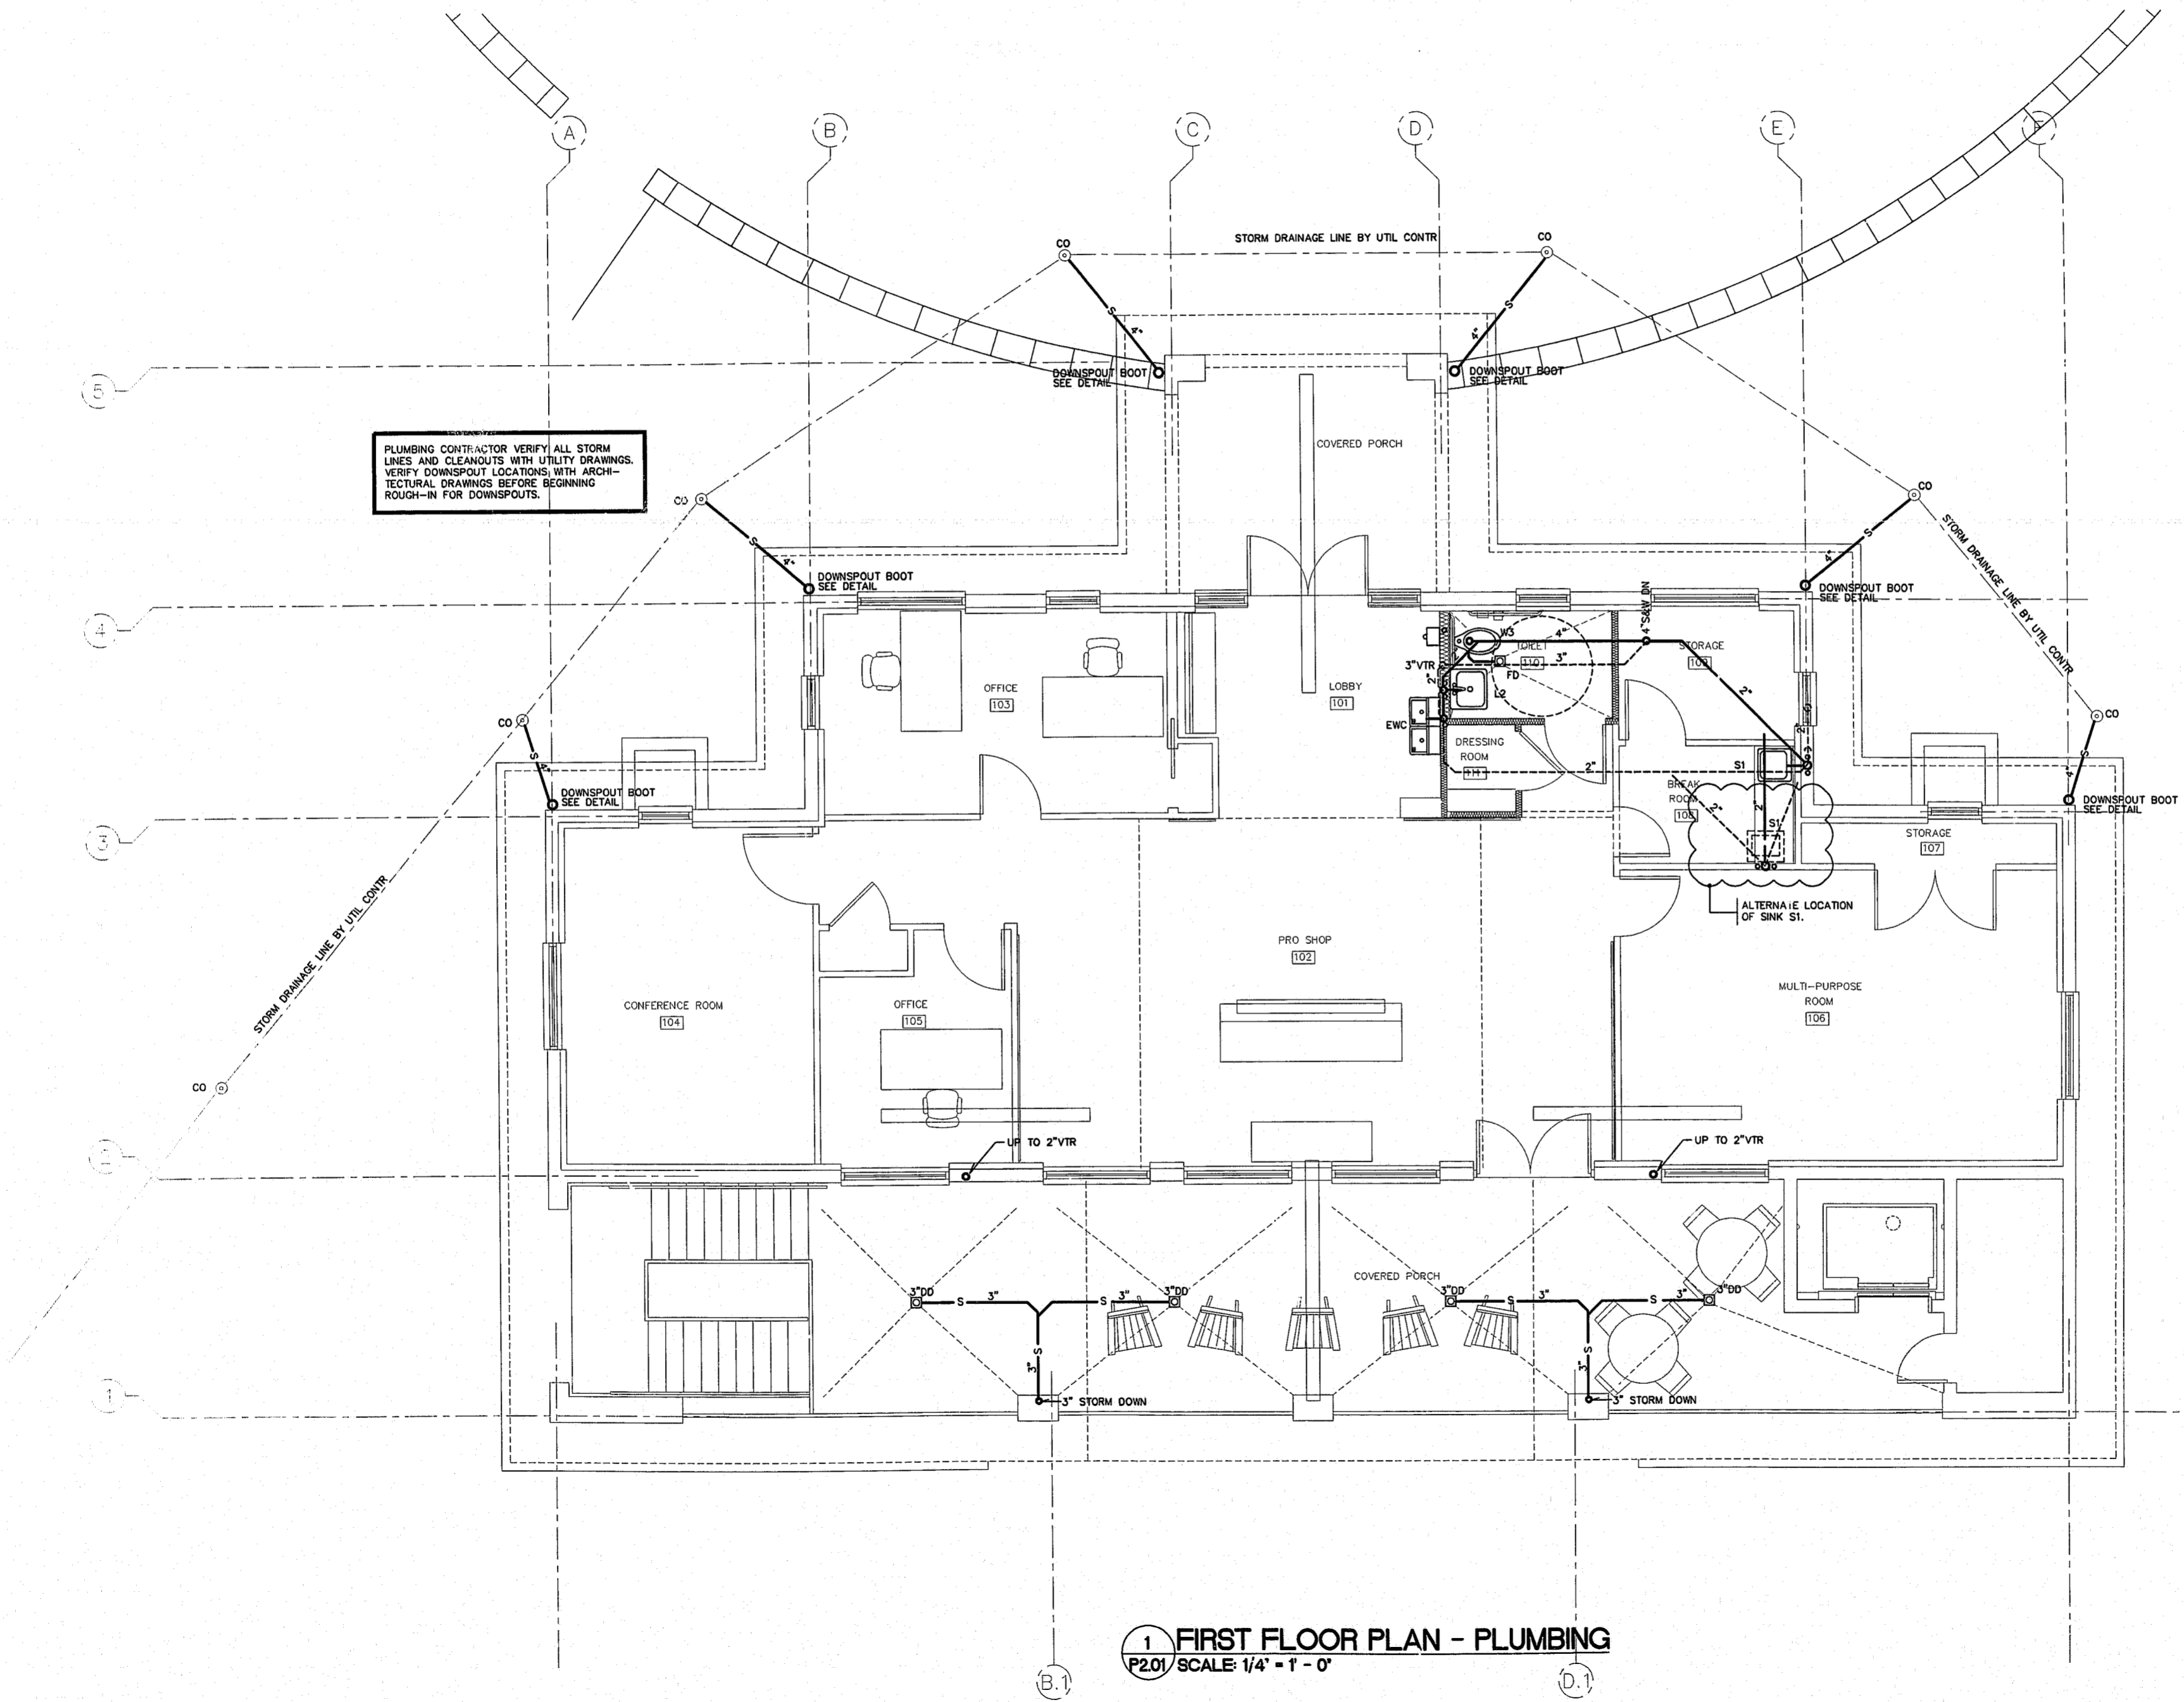 A
B
C
D
E
F
CO
STORM DRAINAGE LINE BY UTIL CONTR
CO
S
4"
S
4"
5
DOWNSPOUT BOOT
SEE DETAIL
DOWNSPOUT BOOT
SEE DETAIL
PLUMBING CONTRACTOR VERIFY ALL STORM
LINES AND CLEANOUTS WITH UTILITY DRAWINGS.
VERIFY DOWNSPOUT LOCATIONS WITH ARCHI-
TECTURAL DRAWINGS BEFORE BEGINNING
ROUGH-IN FOR DOWNSPOUTS.
COVERED PORCH
CO
CO
S
4"
S
4"
STORM DRAINAGE LINE BY UTIL CONTR
DOWNSPOUT BOOT
SEE DETAIL
DOWNSPOUT BOOT
SEE DETAIL
4
4"S&W DN
W3
4"
TOILET
110
3"
3"VTR
2"
FD
L2
STORAGE
109
2"
OFFICE
103
LOBBY
101
EWC
CO
CO
S
4"
S
4"
DRESSING
ROOM
111
2"
2"
S1
BREAK
ROOM
108
2"
2"
S1
DOWNSPOUT BOOT
SEE DETAIL
DOWNSPOUT BOOT
SEE DETAIL
3
STORAGE
107
ALTERNATE LOCATION
OF SINK S1.
STORM DRAINAGE LINE BY UTIL CONTR
PRO SHOP
102
CONFERENCE ROOM
104
OFFICE
105
MULTI-PURPOSE
ROOM
106
CO
2
UP TO 2"VTR
UP TO 2"VTR
COVERED PORCH
3"DD
S
3"
S
3"
3"DD
3"DD
S
3"
S
3"
3"DD
S
3"
S
3"
1
3" STORM DOWN
3" STORM DOWN
1
P2.01
FIRST FLOOR PLAN - PLUMBING
SCALE: 1/4" = 1' - 0"
B.1
D.1